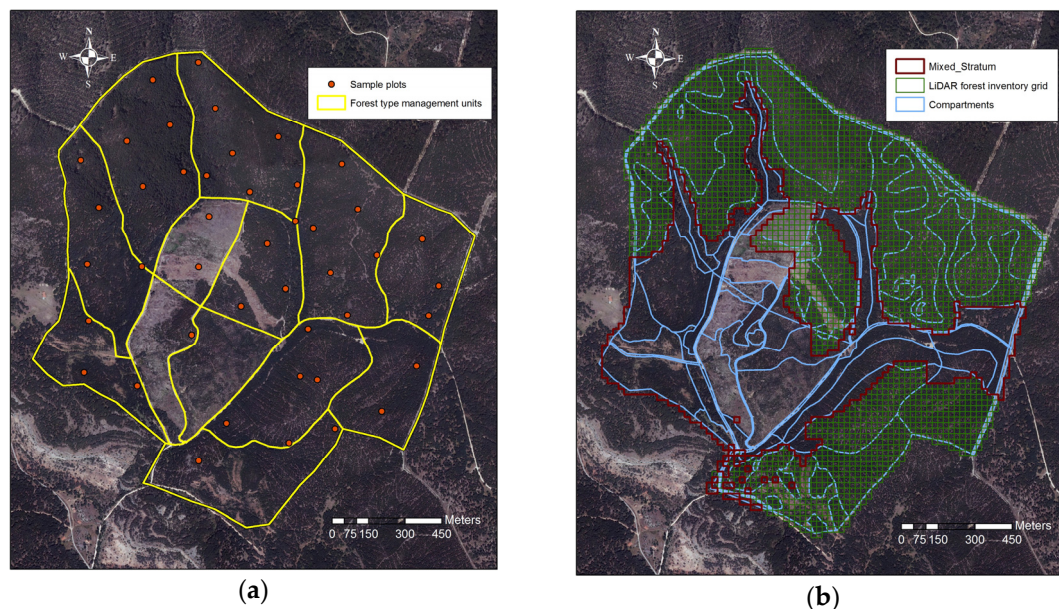 N
W E
S
Sample plots
Forest type management units
Meters
0 75 150 300 450
(a)
N
W E
S
Mixed_Stratum
LiDAR forest inventory grid
Compartments
Meters
0 75 150 300 450
(b)